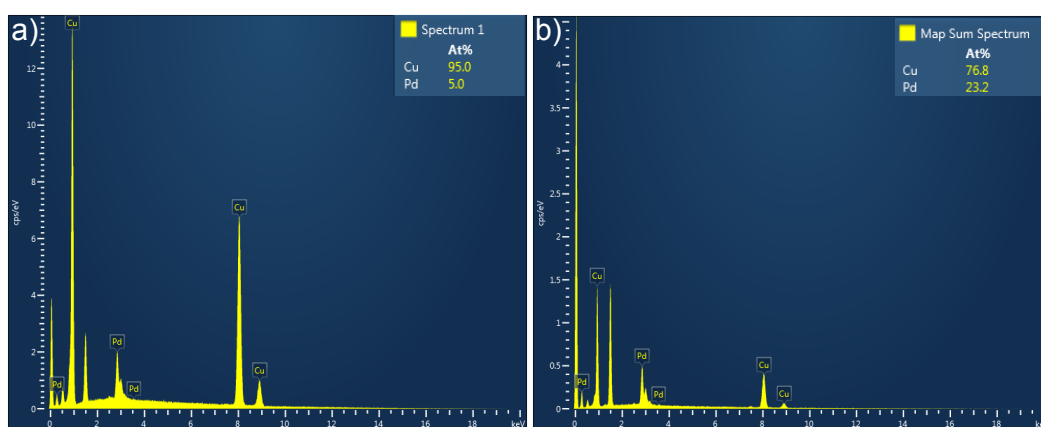 a)
Spectrum 1
At%
Cu 95.0
Pd 5.0
Cu
Cu
Pd
Pd
Pd
Cu
cps/eV
12
10
8
6
4
2
0
0 2 4 6 8 10 12 14 16 18 keV
b)
Map Sum Spectrum
At%
Cu 76.8
Pd 23.2
Cu
Pd
Pd
Pd
Cu
Cu
cps/eV
4
3.5
3
2.5
2
1.5
1
0.5
0
0 2 4 6 8 10 12 14 16 18 keV